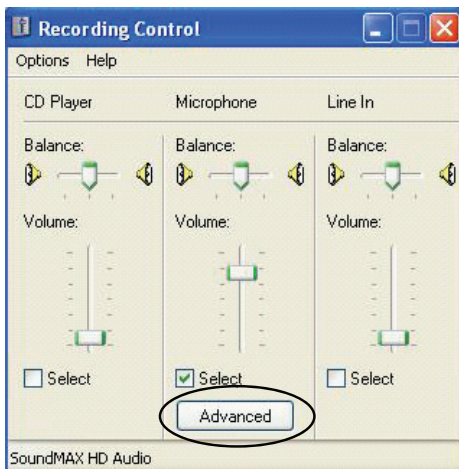 Recording Control
Options Help
CD Player Microphone Line In
Balance: Balance: Balance:
Volume: Volume: Volume:
Select Select Select
Advanced
SoundMAX HD Audio